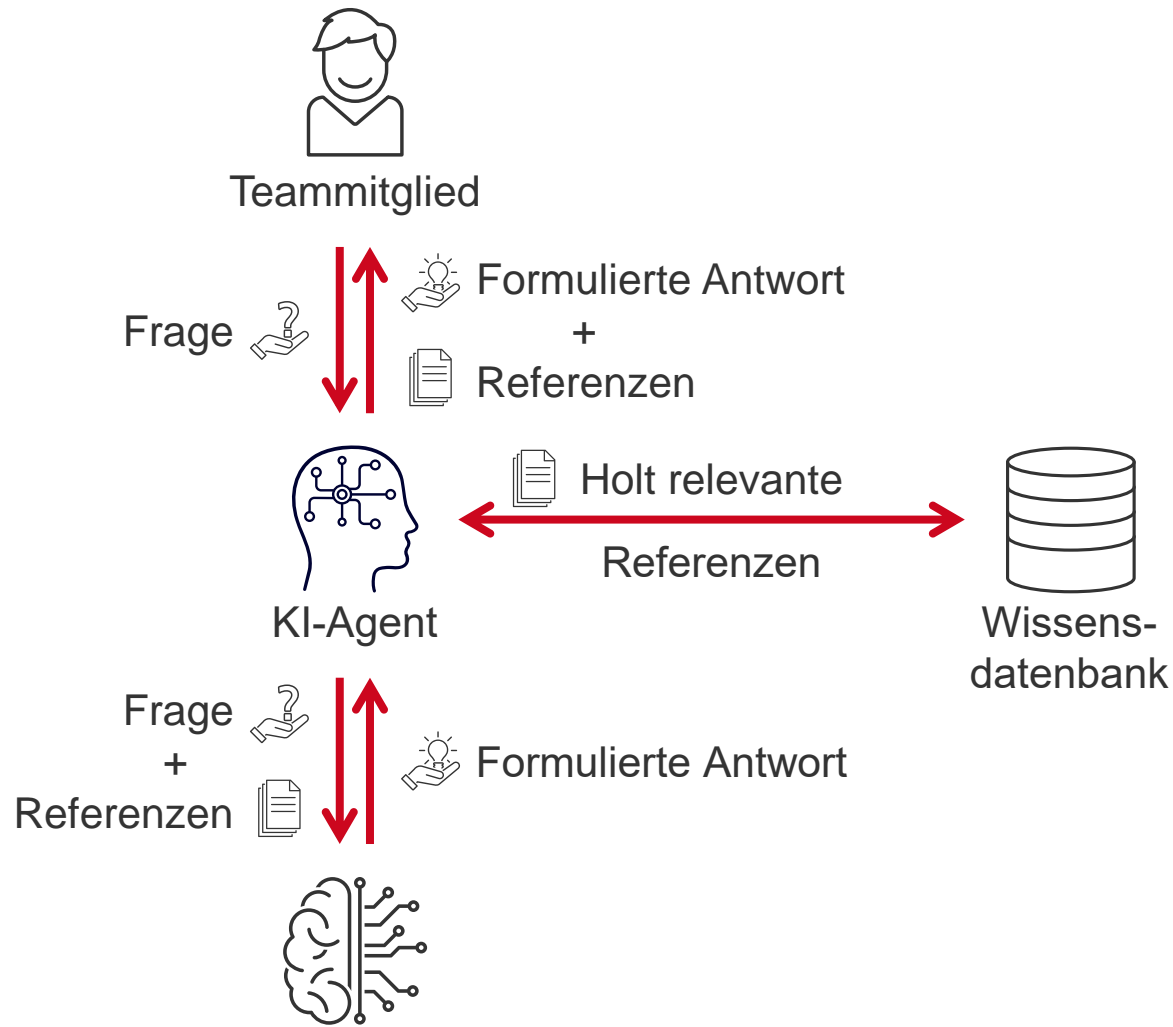 Teammitglied
Frage
Formulierte Antwort
+
Referenzen
Holt relevante
Referenzen
KI-Agent
Wissens-
datenbank
Frage
+
Referenzen
Formulierte Antwort